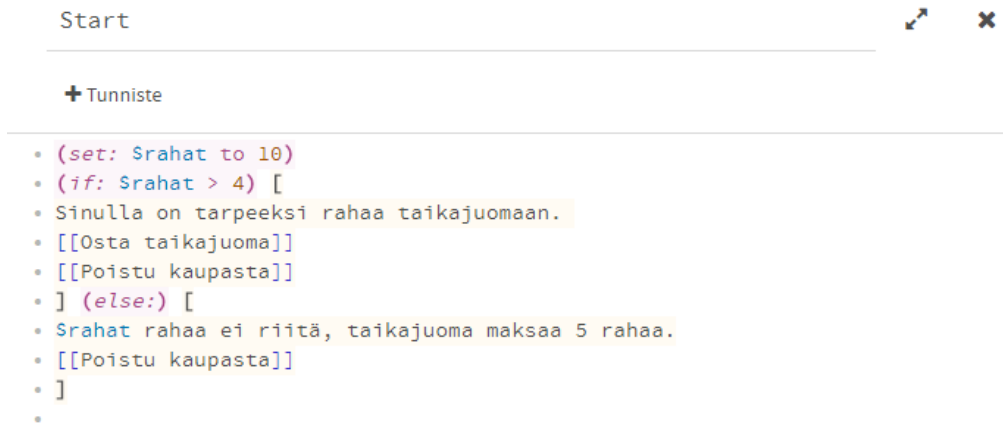 Start
+ Tunniste
(set: $rahat to 10)
(if: $rahat > 4) [
Sinulla on tarpeeksi rahaa taikajuomaan.
[[Osta taikajuoma]]
[[Poistu kaupasta]]
] (else:) [
$rahat rahaa ei riitä, taikajuoma maksaa 5 rahaa.
[[Poistu kaupasta]]
]